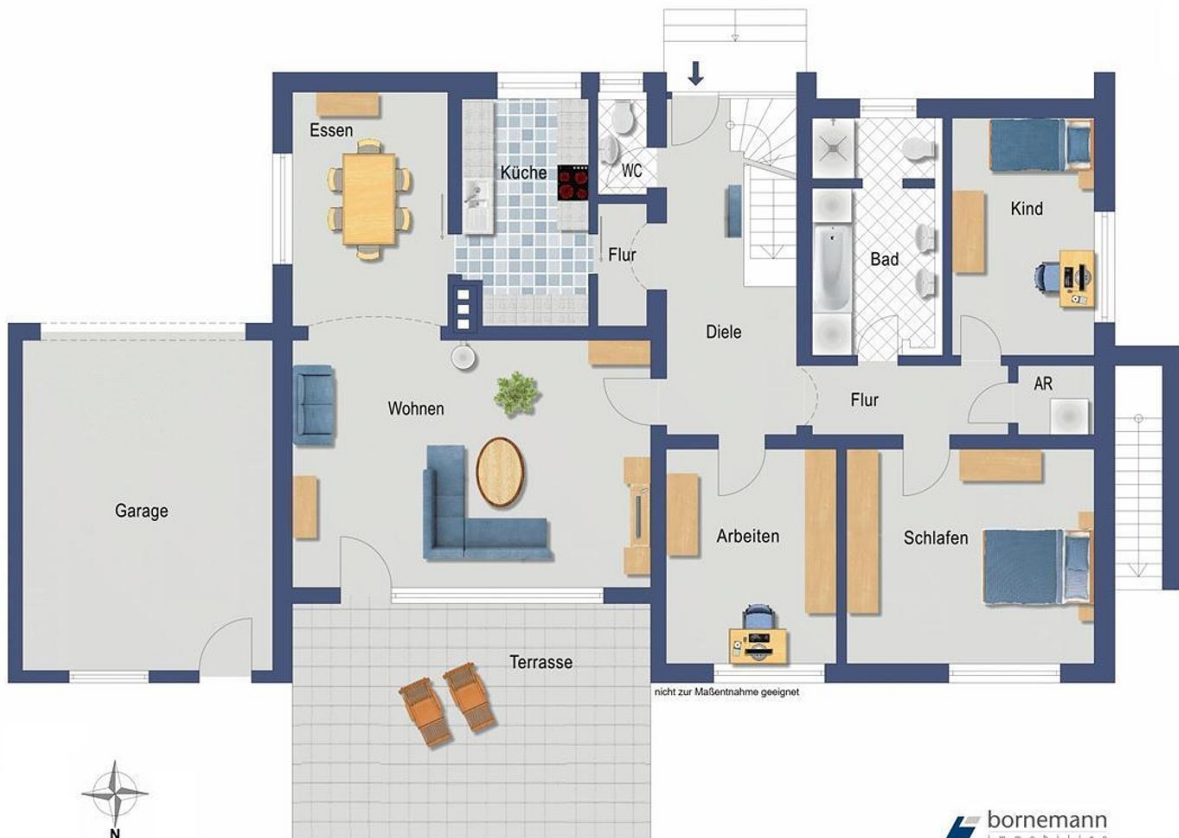 Essen
Küche
WC
Flur
Bad
Kind
Diele
Wohnen
Flur
AR
Garage
Arbeiten
Schlafen
Terrasse
nicht zur Maßentnahme geeignet
N
bornemann
immobilien